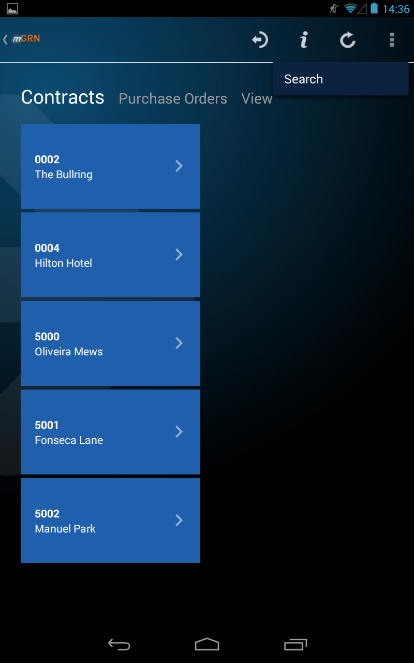 14:36
mGRN
Search
Contracts Purchase Orders View
0002
The Bullring
0004
Hilton Hotel
5000
Oliveira Mews
5001
Fonseca Lane
5002
Manuel Park